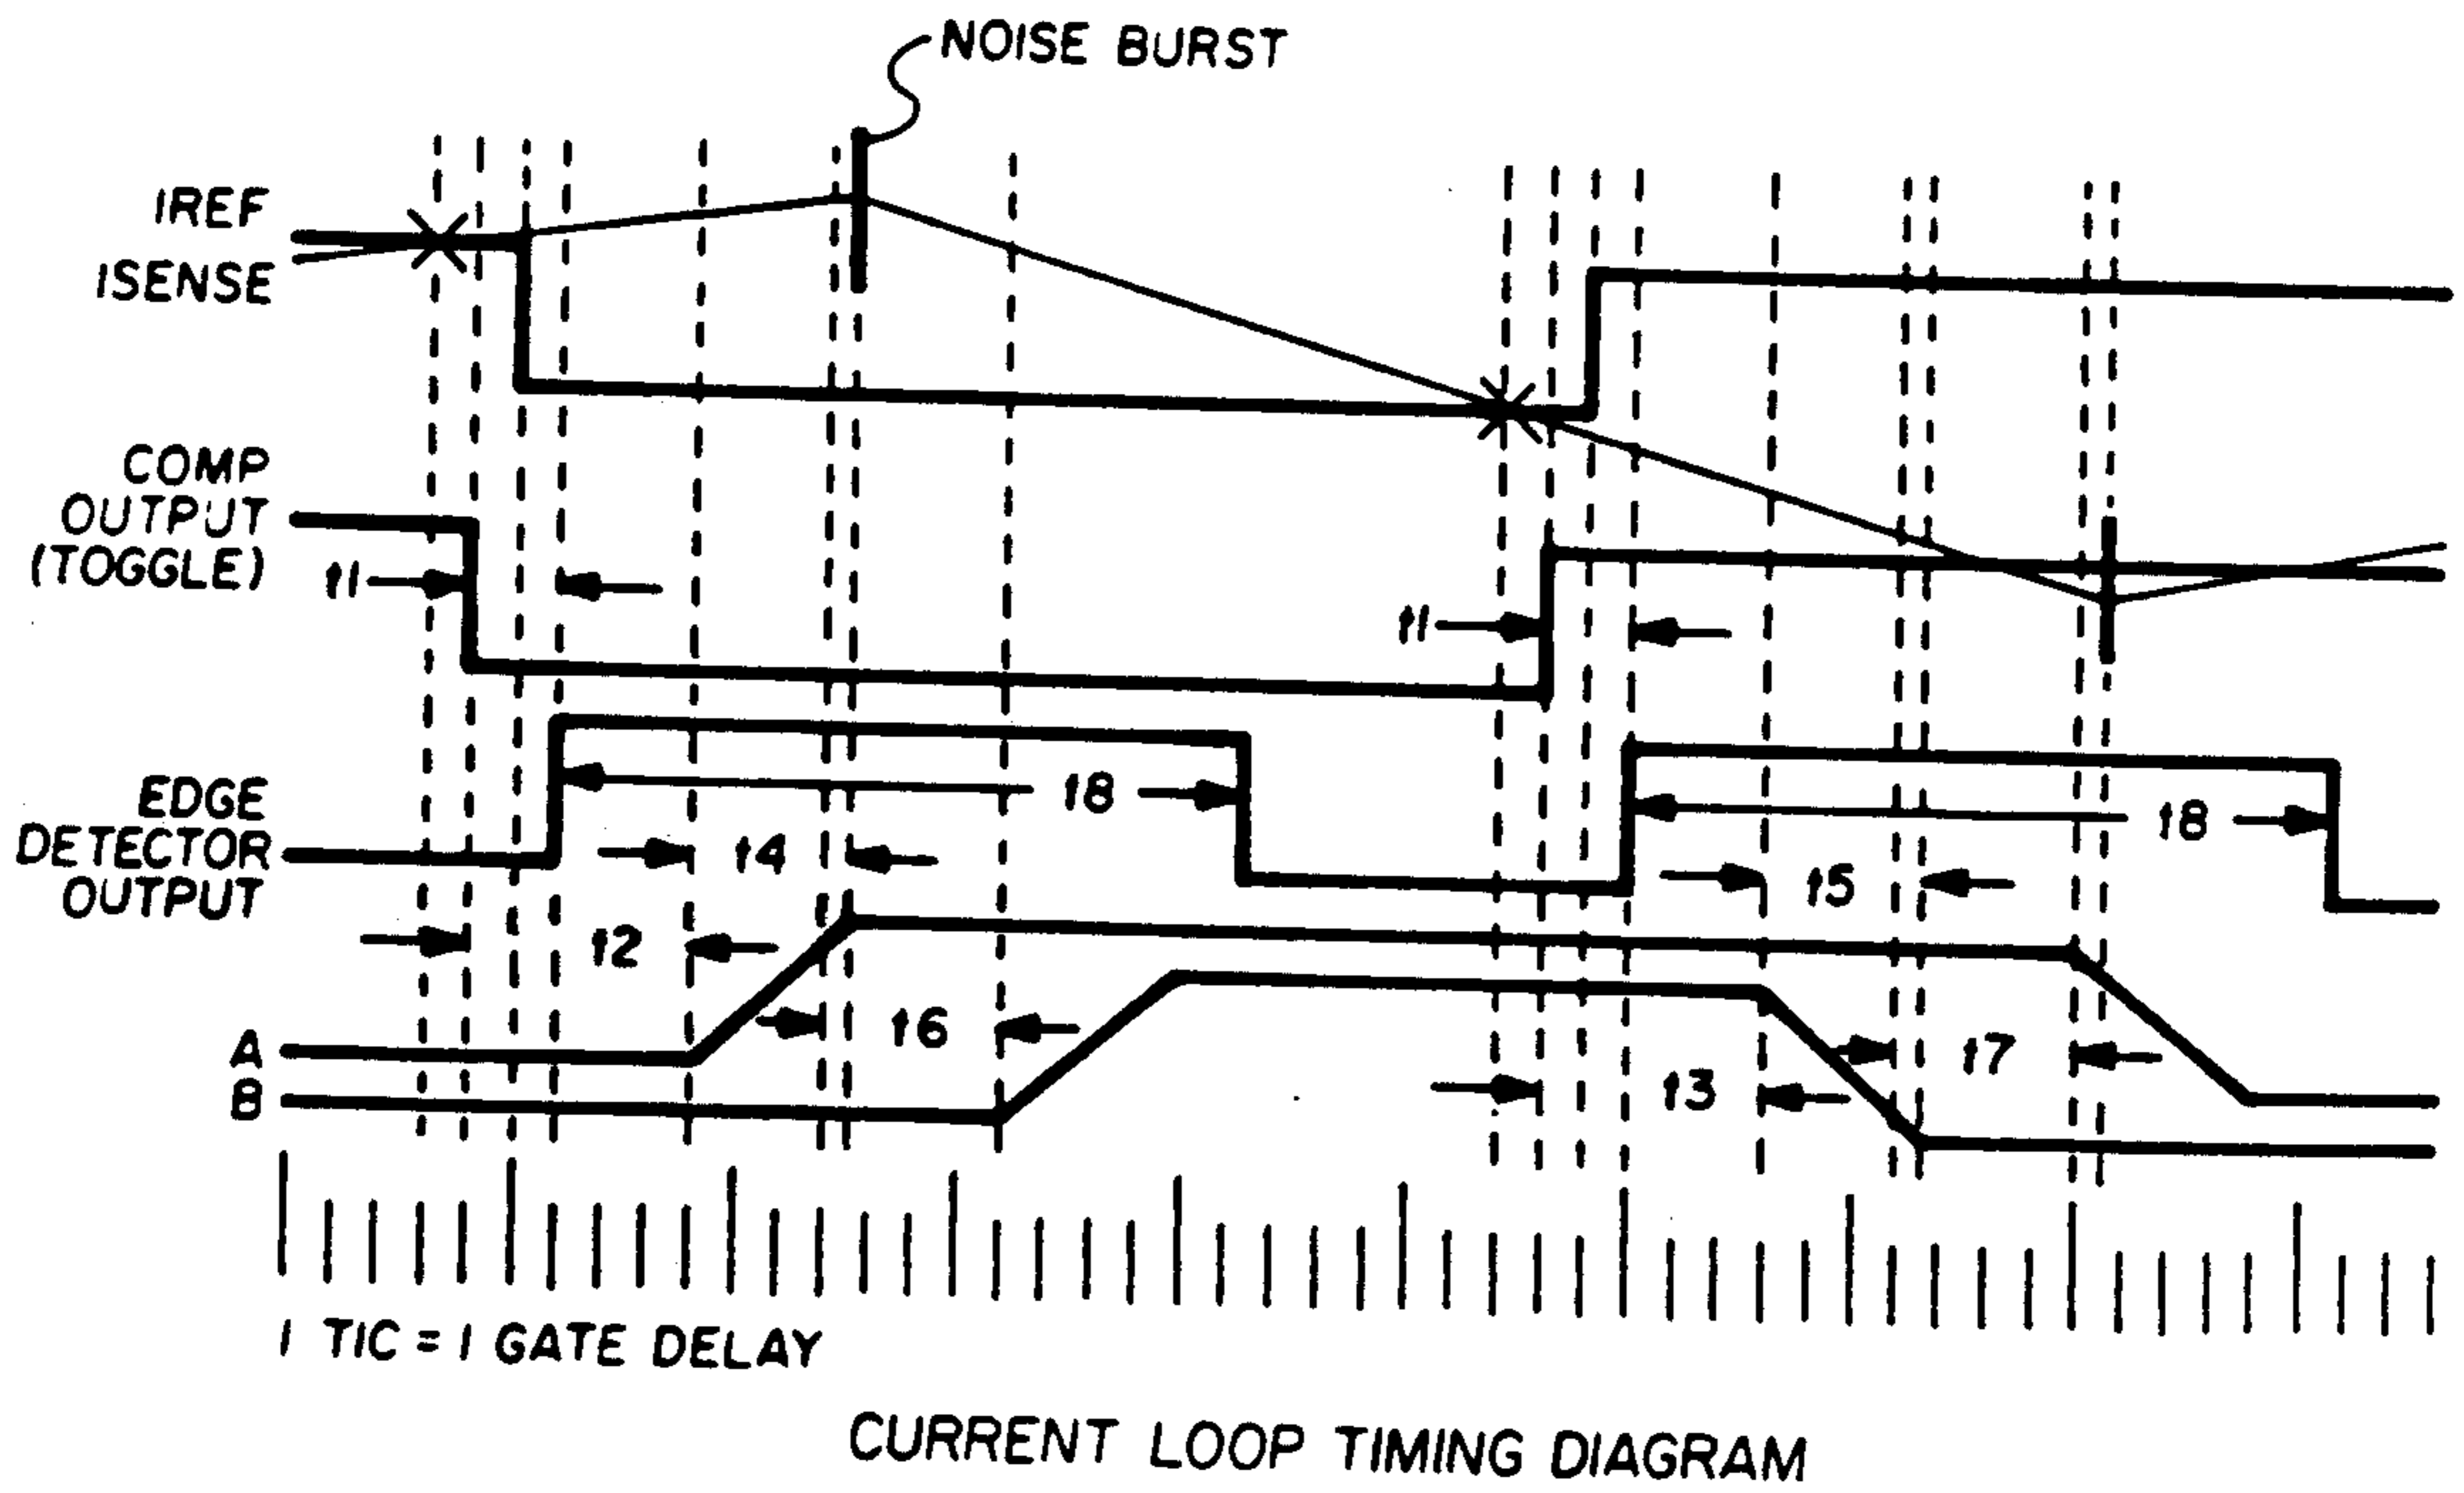 NOISE BURST
IREF
ISENSE
COMP
OUTPUT
(TOGGLE)
t1
t1
EDGE
DETECTOR
OUTPUT
t8
t8
t4
t5
t2
t6
t7
t3
A
B
1 TIC = 1 GATE DELAY
CURRENT LOOP TIMING DIAGRAM